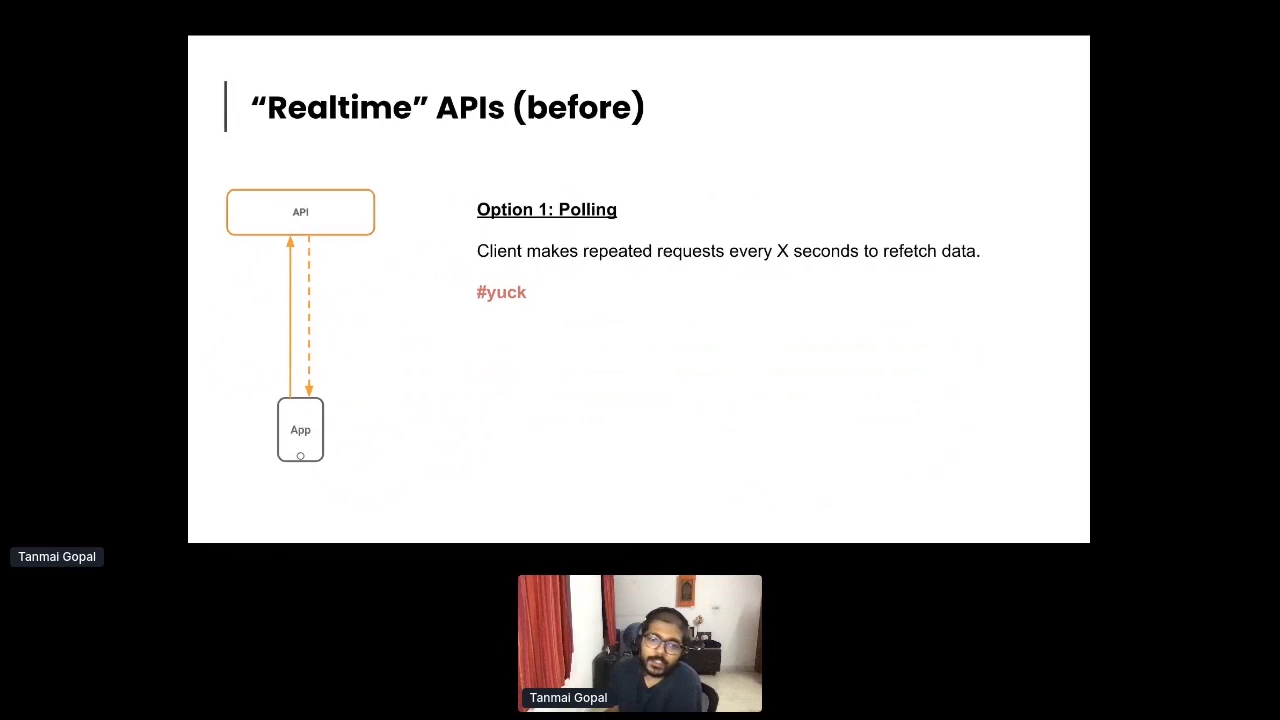 “Realtime” APIs (before)
API
Option 1: Polling
Client makes repeated requests every X seconds to refetch data.
#yuck
App
Tanmai Gopal
Tanmai Gopal